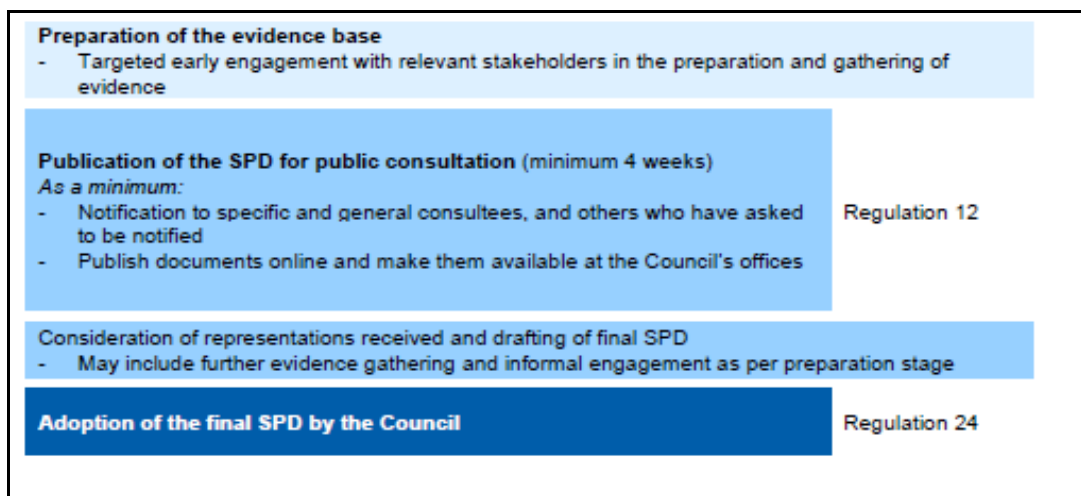 Preparation of the evidence base
- Targeted early engagement with relevant stakeholders in the preparation and gathering of
evidence
Publication of the SPD for public consultation (minimum 4 weeks)
As a minimum:
- Notification to specific and general consultees, and others who have asked
to be notified
- Publish documents online and make them available at the Council's offices
Regulation 12
Consideration of representations received and drafting of final SPD
- May include further evidence gathering and informal engagement as per preparation stage
Adoption of the final SPD by the Council
Regulation 24